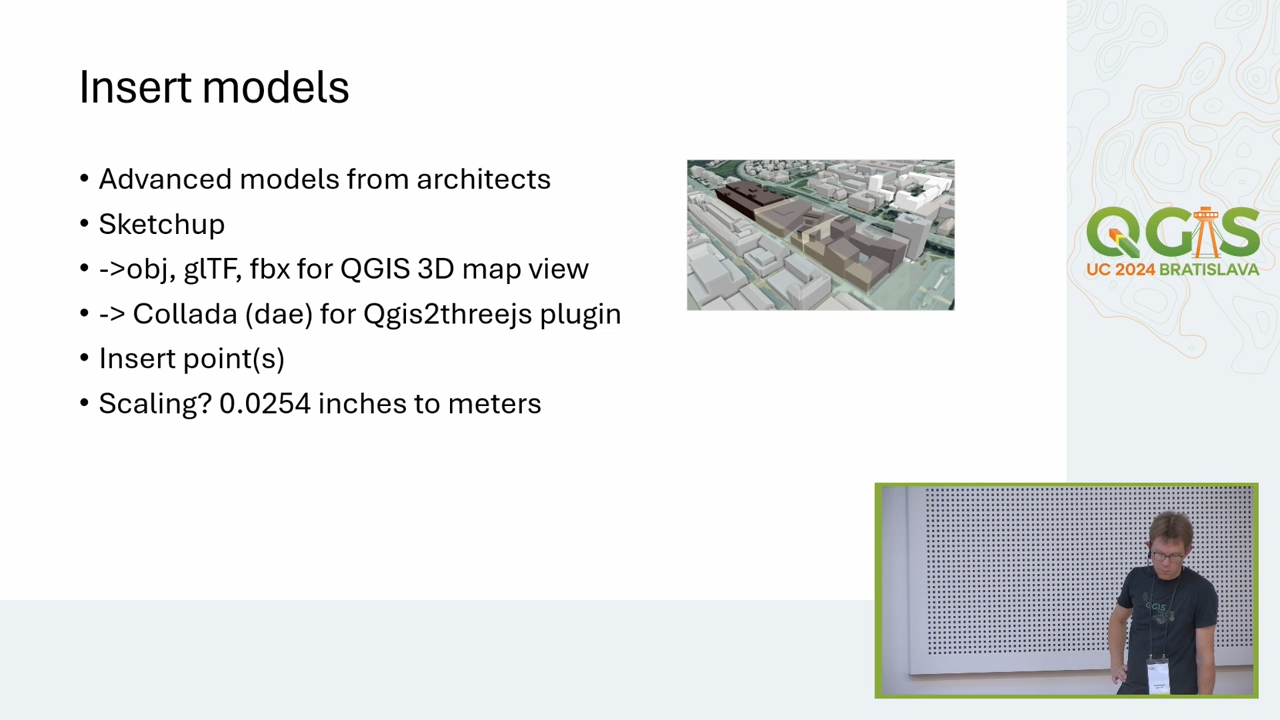 Insert models
• Advanced models from architects
• Sketchup
• ->obj, glTF, fbx for QGIS 3D map view
• -> Collada (dae) for Qgis2threejs plugin
• Insert point(s)
• Scaling? 0.0254 inches to meters
QGIS
UC 2024 BRATISLAVA
QGIS